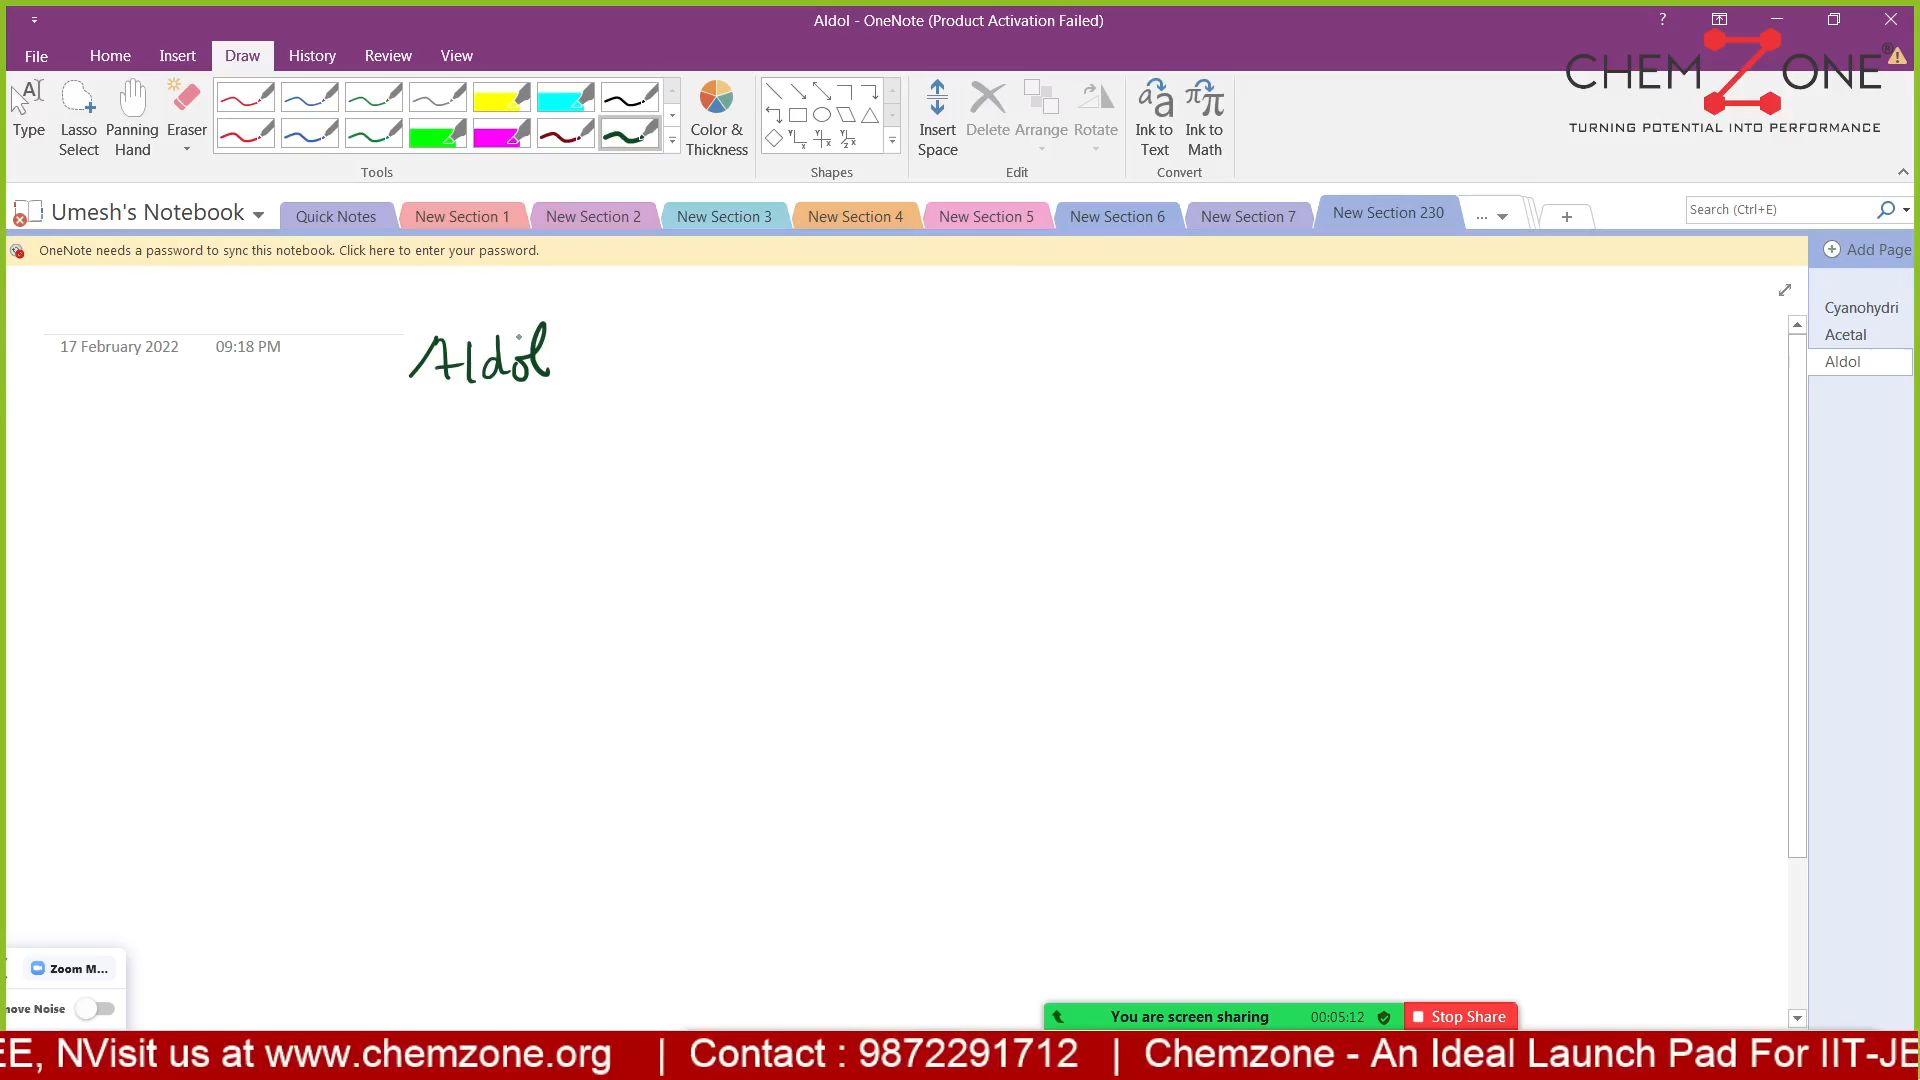 Aldol - OneNote (Product Activation Failed)
?
File Home Insert Draw History Review View
CHEMZONE®
TURNING POTENTIAL INTO PERFORMANCE
Type
Lasso Select
Panning Hand
Eraser
Color & Thickness
Insert Space
Delete
Arrange
Rotate
Ink to Text
Ink to Math
Tools
Shapes
Edit
Convert
Umesh's Notebook
Quick Notes
New Section 1
New Section 2
New Section 3
New Section 4
New Section 5
New Section 6
New Section 7
New Section 230
...
Search (Ctrl+E)
OneNote needs a password to sync this notebook. Click here to enter your password.
Add Page
Cyanohydri
Acetal
Aldol
17 February 2022 09:18 PM
Aldol
Zoom M...
nove Noise
You are screen sharing 00:05:12
Stop Share
EE, NVisit us at www.chemzone.org | Contact : 9872291712 | Chemzone - An Ideal Launch Pad For IIT-JE